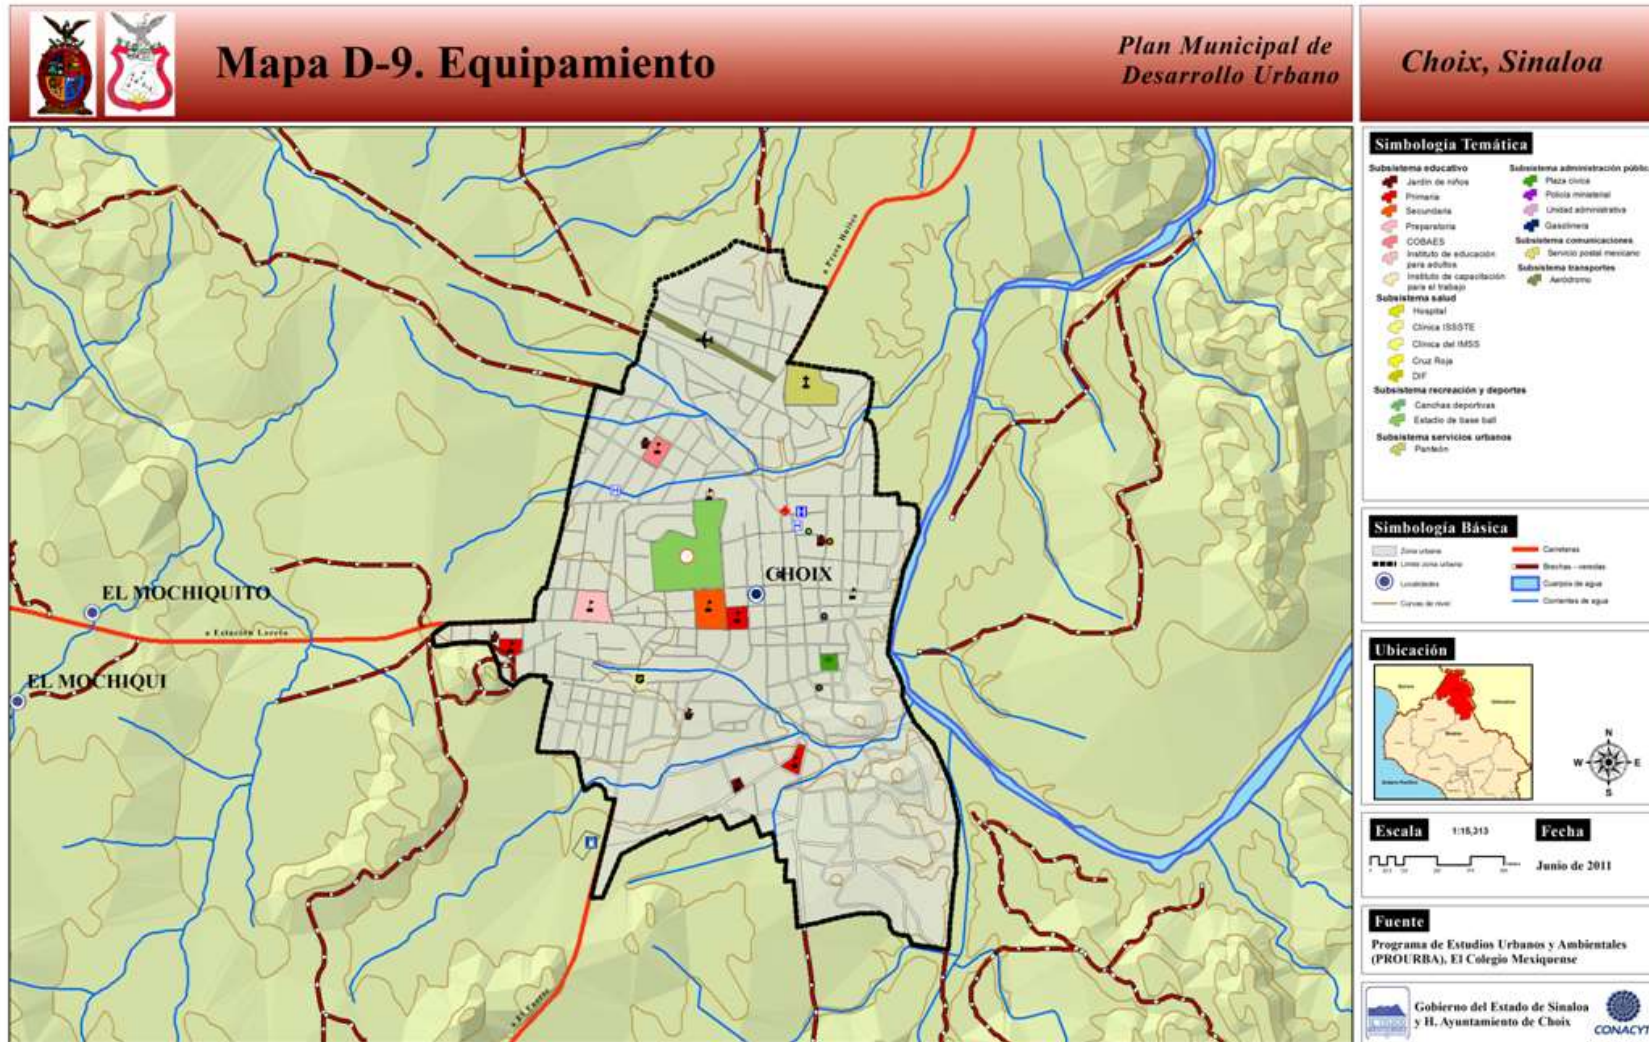 Mapa D-9. Equipamiento
Plan Municipal de
Desarrollo Urbano
Choix, Sinaloa
EL MOCHIQUITO
EL MOCHIQUI
CHOIX
Simbología Temática
Subsistema educativo
Jardín de niños
Primaria
Secundaria
Preparatoria
COBAES
Instituto de educación
para adultos
Instituto de capacitación
para el trabajo
Subsistema salud
Hospital
Clínica ISSSTE
Clínica del IMSS
Cruz Roja
DIF
Subsistema recreación y deportes
Canchas deportivas
Estadio de base ball
Subsistema servicios urbanos
Panteón
Subsistema administración públic
Plaza cívica
Policía ministerial
Unidad administrativa
Gasolinera
Subsistema comunicaciones
Servicio postal mexicano
Subsistema transportes
Aeródromo
Simbología Básica
Zona urbana
Límite zona urbana
Localidades
Curvas de nivel
Carreteras
Brechas - veredas
Cuerpos de agua
Corrientes de agua
Ubicación
N
W
E
S
Escala
1:15,313
Fecha
Junio de 2011
Fuente
Programa de Estudios Urbanos y Ambientales
(PROURBA), El Colegio Mexiquense
Gobierno del Estado de Sinaloa
y H. Ayuntamiento de Choix
CONACYT